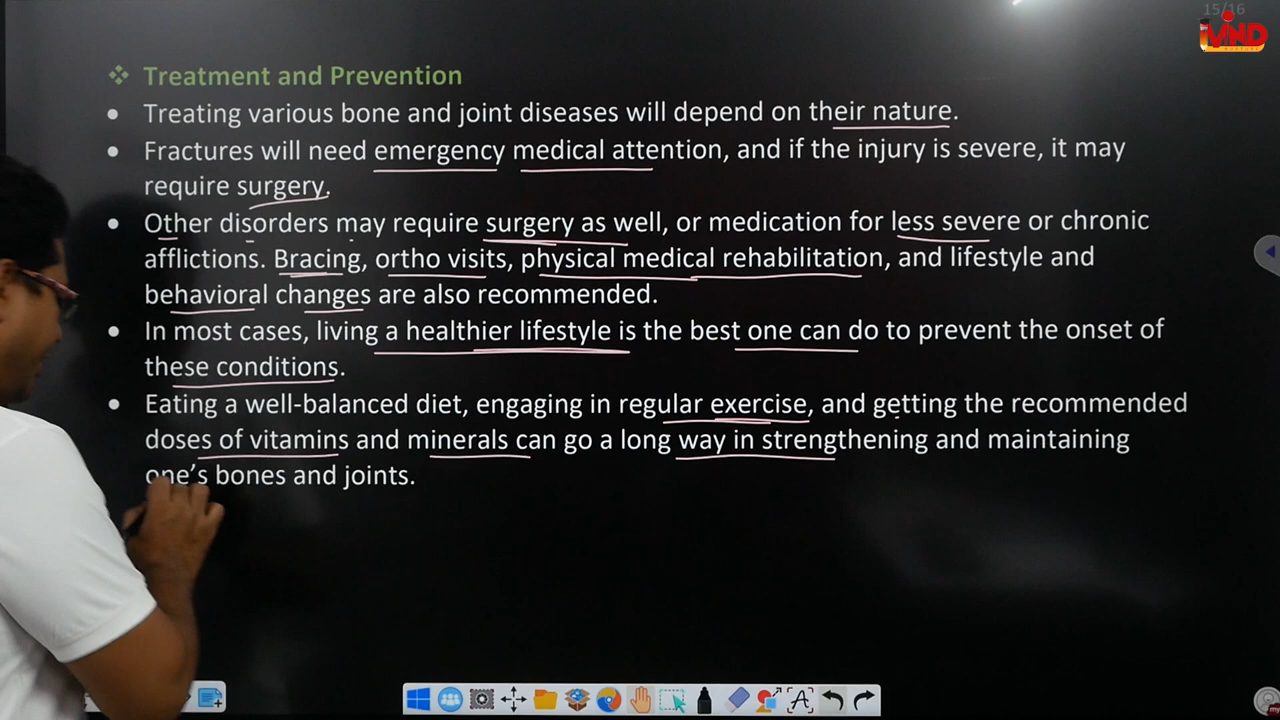 15/16
iMIND
Treatment and Prevention
Treating various bone and joint diseases will depend on their nature.
Fractures will need emergency medical attention, and if the injury is severe, it may
require surgery.
Other disorders may require surgery as well, or medication for less severe or chronic
afflictions. Bracing, ortho visits, physical medical rehabilitation, and lifestyle and
behavioral changes are also recommended.
In most cases, living a healthier lifestyle is the best one can do to prevent the onset of
these conditions.
Eating a well-balanced diet, engaging in regular exercise, and getting the recommended
doses of vitamins and minerals can go a long way in strengthening and maintaining
one's bones and joints.